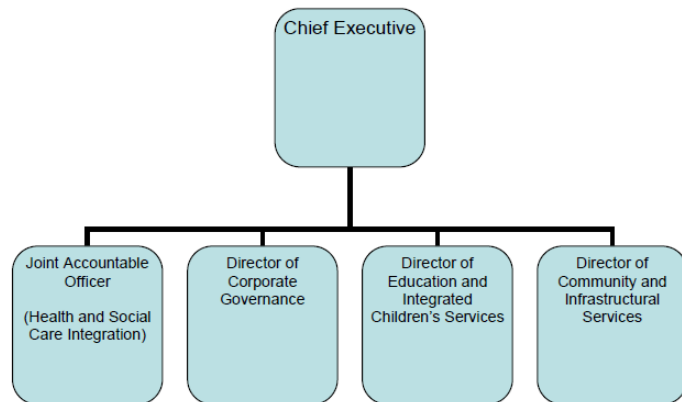 Chief Executive
Joint Accountable
Officer
(Health and Social
Care Integration)
Director of
Corporate
Governance
Director of
Education and
Integrated
Children's Services
Director of
Community and
Infrastructural
Services